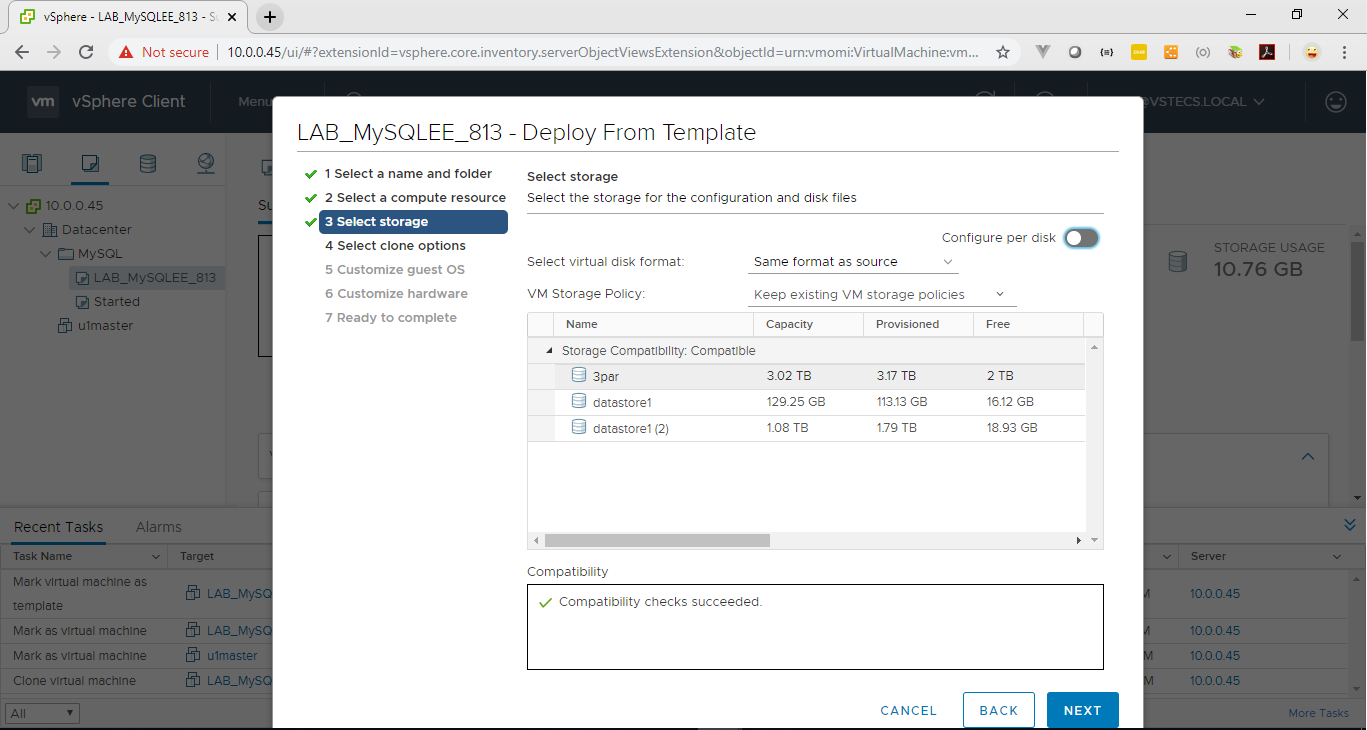 vSphere - LAB_MySQLEE_813 - Su
Not secure
10.0.0.45/ui/#?extensionId=vsphere.core.inventory.serverObjectViewsExtension&objectId=urn:vmomi:VirtualMachine:vm...
vm vSphere Client
Menu
@VSTECS.LOCAL
LAB_MySQLEE_813 - Deploy From Template
1 Select a name and folder
2 Select a compute resource
3 Select storage
4 Select clone options
5 Customize guest OS
6 Customize hardware
7 Ready to complete
Select storage
Select the storage for the configuration and disk files
Configure per disk
Select virtual disk format: Same format as source
VM Storage Policy: Keep existing VM storage policies
Name Capacity Provisioned Free
Storage Compatibility: Compatible
3par 3.02 TB 3.17 TB 2 TB
datastore1 129.25 GB 113.13 GB 16.12 GB
datastore1 (2) 1.08 TB 1.79 TB 18.93 GB
Compatibility
Compatibility checks succeeded.
CANCEL BACK NEXT
10.0.0.45
Datacenter
MySQL
LAB_MySQLEE_813
Started
u1master
Su
STORAGE USAGE
10.76 GB
Recent Tasks Alarms
Task Name Target Server
Mark virtual machine as
template LAB_MySQ M 10.0.0.45
Mark as virtual machine LAB_MySQ M 10.0.0.45
Mark as virtual machine u1master M 10.0.0.45
Clone virtual machine LAB_MySQ M 10.0.0.45
All
More Tasks